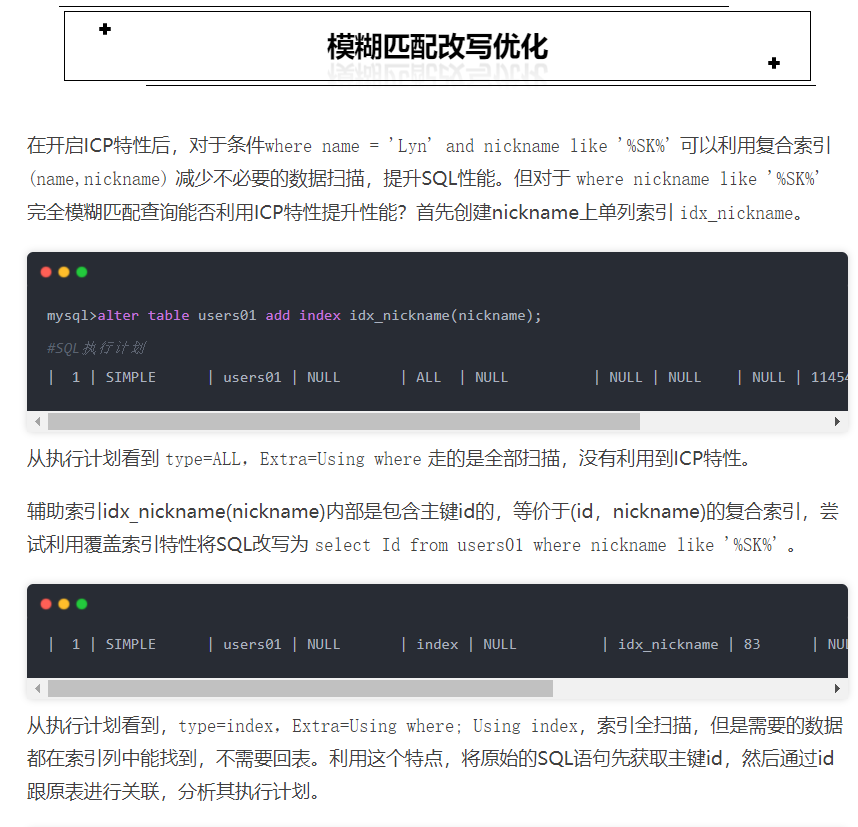 模糊匹配改写优化
在开启ICP特性后，对于条件where name = 'Lyn' and nickname like '%SK%' 可以利用复合索引
(name,nickname) 减少不必要的数据扫描，提升SQL性能。但对于 where nickname like '%SK%'
完全模糊匹配查询能否利用ICP特性提升性能？首先创建nickname上单列索引 idx_nickname。
mysql>alter table users01 add index idx_nickname(nickname);
#SQL执行计划
|  1 | SIMPLE      | users01 | NULL       | ALL  | NULL          | NULL | NULL    | NULL | 11454
从执行计划看到 type=ALL，Extra=Using where 走的是全部扫描，没有利用到ICP特性。
辅助索引idx_nickname(nickname)内部是包含主键id的，等价于(id，nickname)的复合索引，尝
试利用覆盖索引特性将SQL改写为 select Id from users01 where nickname like '%SK%' 。
|  1 | SIMPLE      | users01 | NULL       | index | NULL          | idx_nickname | 83      | NUL
从执行计划看到，type=index，Extra=Using where; Using index，索引全扫描，但是需要的数据
都在索引列中能找到，不需要回表。利用这个特点，将原始的SQL语句先获取主键id，然后通过id
跟原表进行关联，分析其执行计划。